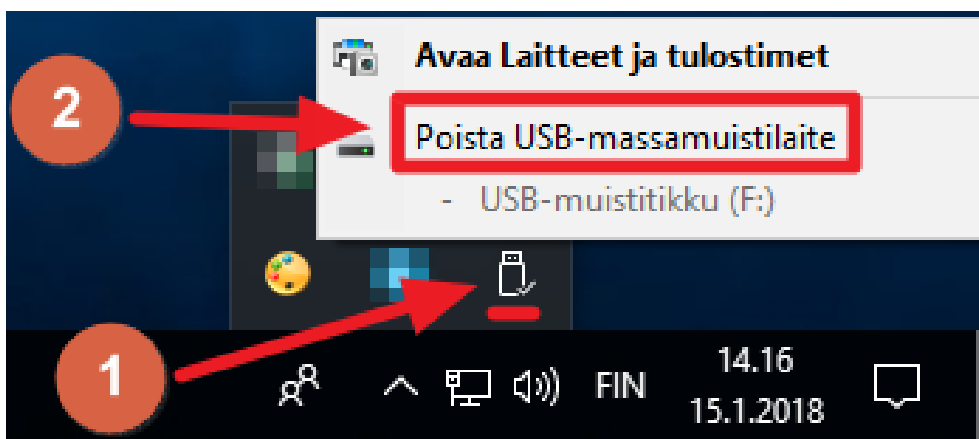 Avaa Laitteet ja tulostimet
2
Poista USB-massamuistilaite
- USB-muistitikku (F:)
1
FIN
14.16
15.1.2018